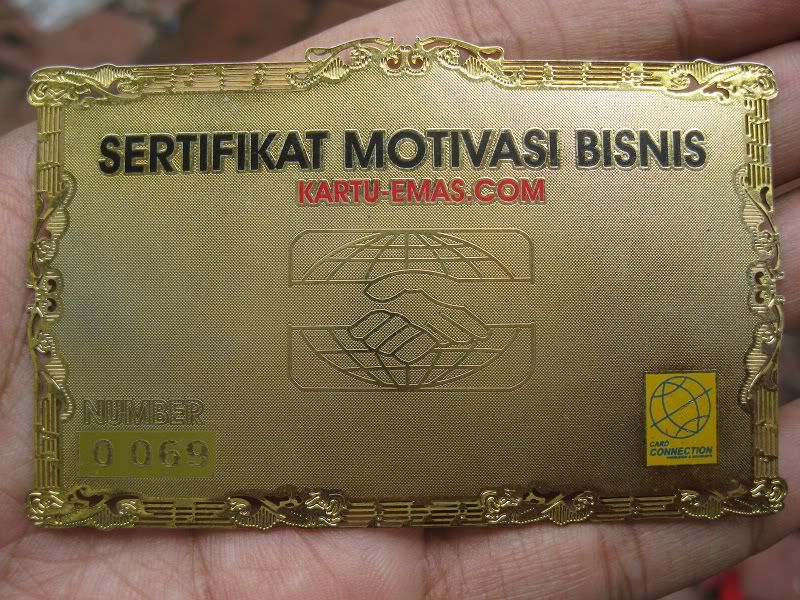 SERTIFIKAT MOTIVASI BISNIS
KARTU-EMAS.COM
NUMBER
0 069
CARD
CONNECTION